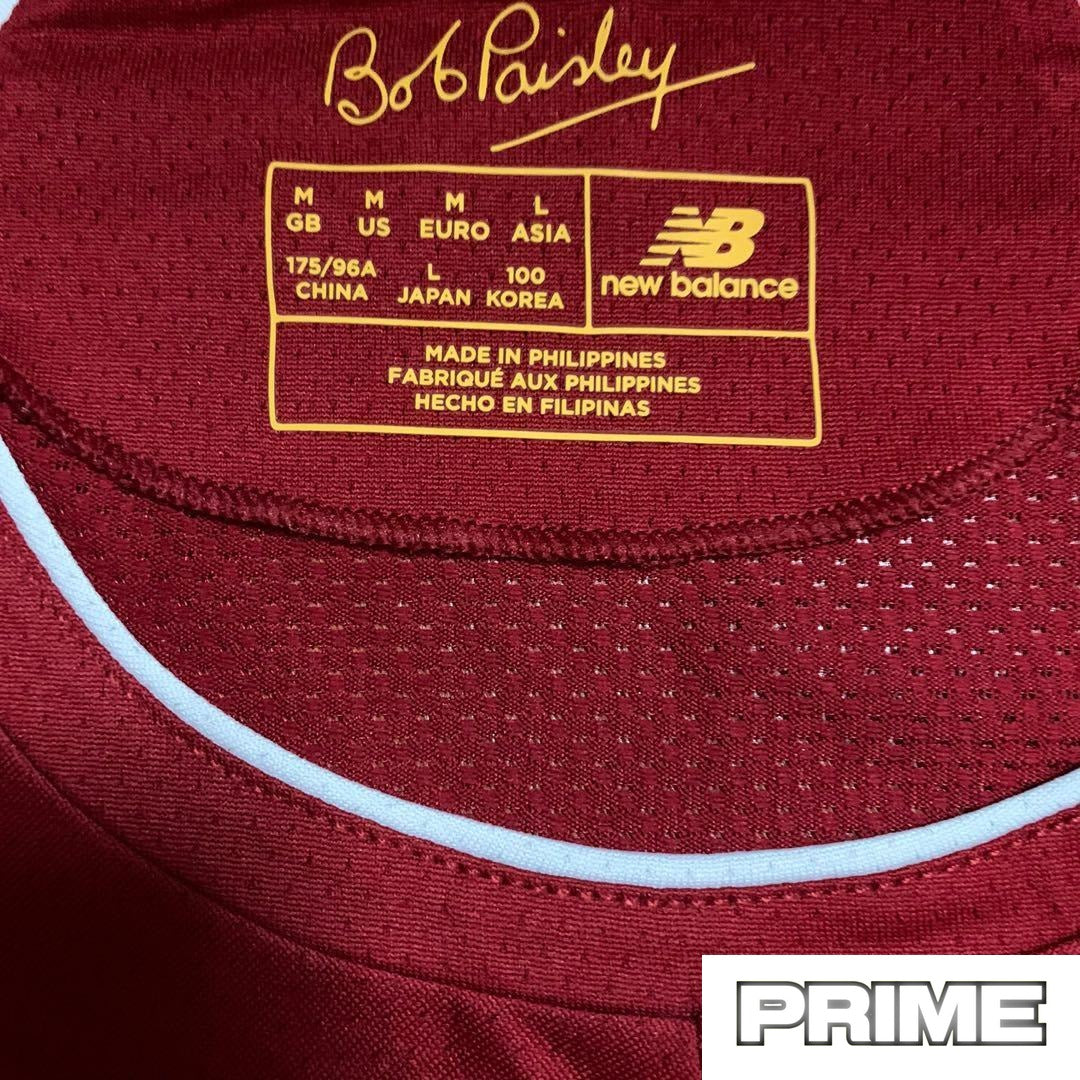 Bob Paisley
M M M L
GB US EURO ASIA
175/96A L 100
CHINA JAPAN KOREA
NB
new balance
MADE IN PHILIPPINES
FABRIQUÉ AUX PHILIPPINES
HECHO EN FILIPINAS
PRIME